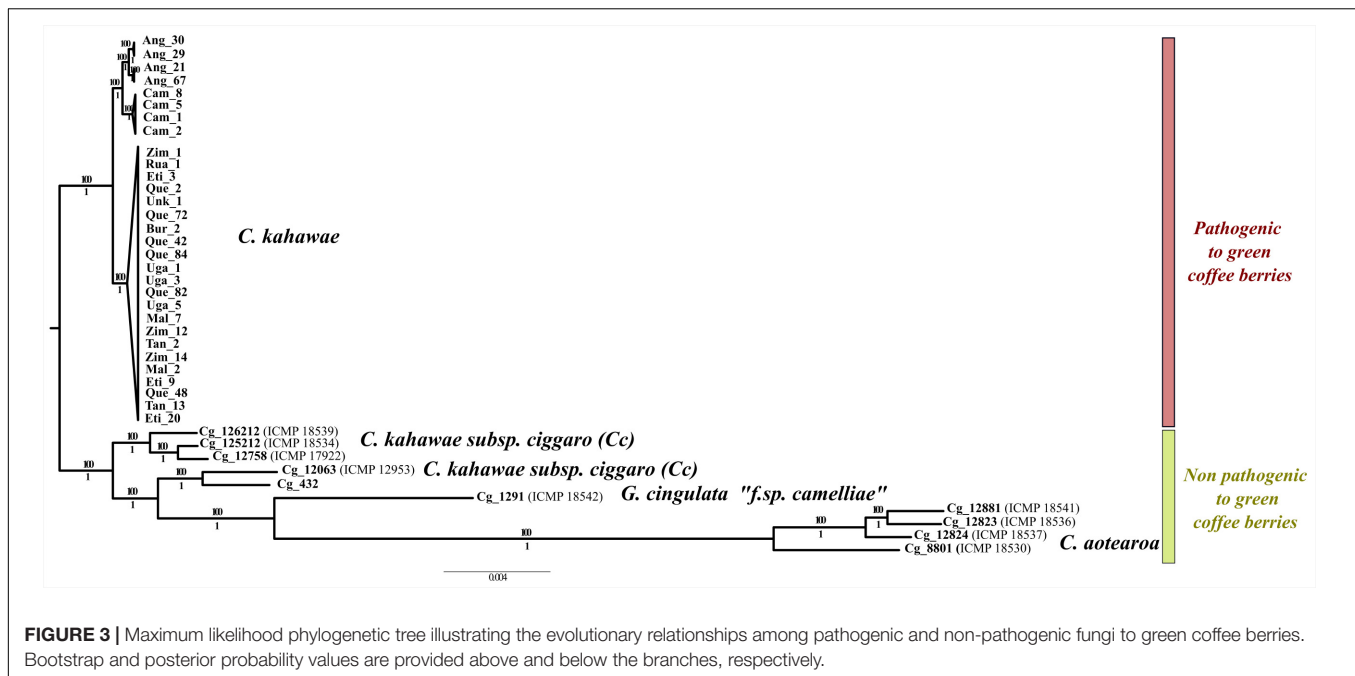 100
Ang_30
1
Ang_29
100
100
1
Ang_21
100
Ang_67
100
1
Cam_8
Cam_5
100
1
Cam_1
Cam_2
Zim_1
Rua_1
Eti_3
Que_2
100
1
Unk_1
Que_72
Bur_2
C. kahawae
Que_42
Que_84
Uga_1
100
1
Uga_3
Que_82
Uga_5
Mal_7
Zim_12
Tan_2
Zim_14
Mal_2
Eti_9
Que_48
Tan_13
Eti_20
Pathogenic
to green
coffee berries
Cg_126212 (ICMP 18539)
100
1
Cg_125212 (ICMP 18534)
C. kahawae subsp. ciggaro (Cc)
100
1
Cg_12758 (ICMP 17922)
100
1
Cg_12063 (ICMP 12953)
C. kahawae subsp. ciggaro (Cc)
100
1
Cg_432
100
1
Cg_1291 (ICMP 18542)
G. cingulata "f.sp. camelliae"
100
1
Cg_12881 (ICMP 18541)
100
1
Cg_12823 (ICMP 18536)
100
1
Cg_12824 (ICMP 18537)
C. aotearoa
100
1
Cg_8801 (ICMP 18530)
Non pathogenic
to green
coffee berries
0.004
FIGURE 3 | Maximum likelihood phylogenetic tree illustrating the evolutionary relationships among pathogenic and non-pathogenic fungi to green coffee berries.
Bootstrap and posterior probability values are provided above and below the branches, respectively.